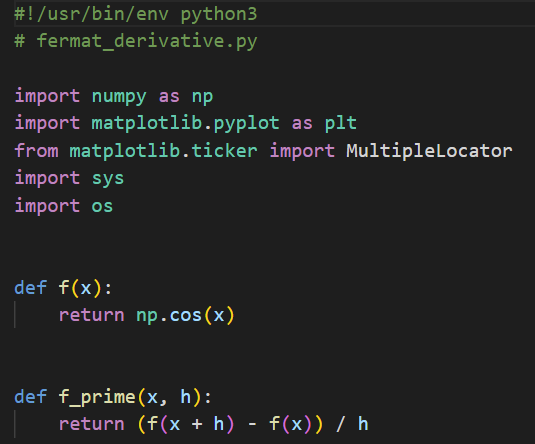 #!/usr/bin/env python3
# fermat_derivative.py

import numpy as np
import matplotlib.pyplot as plt
from matplotlib.ticker import MultipleLocator
import sys
import os


def f(x):
    return np.cos(x)


def f_prime(x, h):
    return (f(x + h) - f(x)) / h